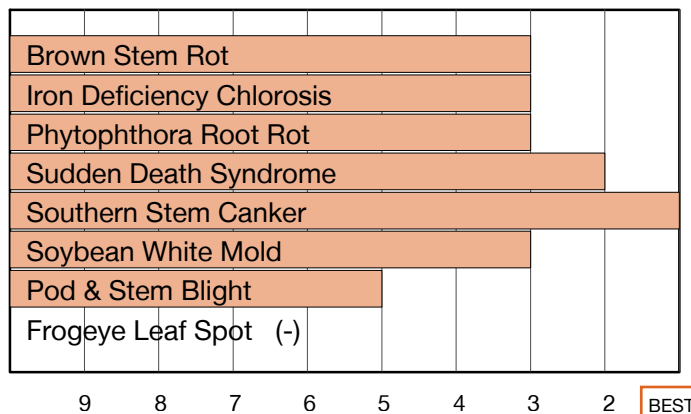 Brown Stem Rot
Iron Deficiency Chlorosis
Phytophthora Root Rot
Sudden Death Syndrome
Southern Stem Canker
Soybean White Mold
Pod & Stem Blight
Frogeye Leaf Spot (-)
9 8 7 6 5 4 3 2 BEST